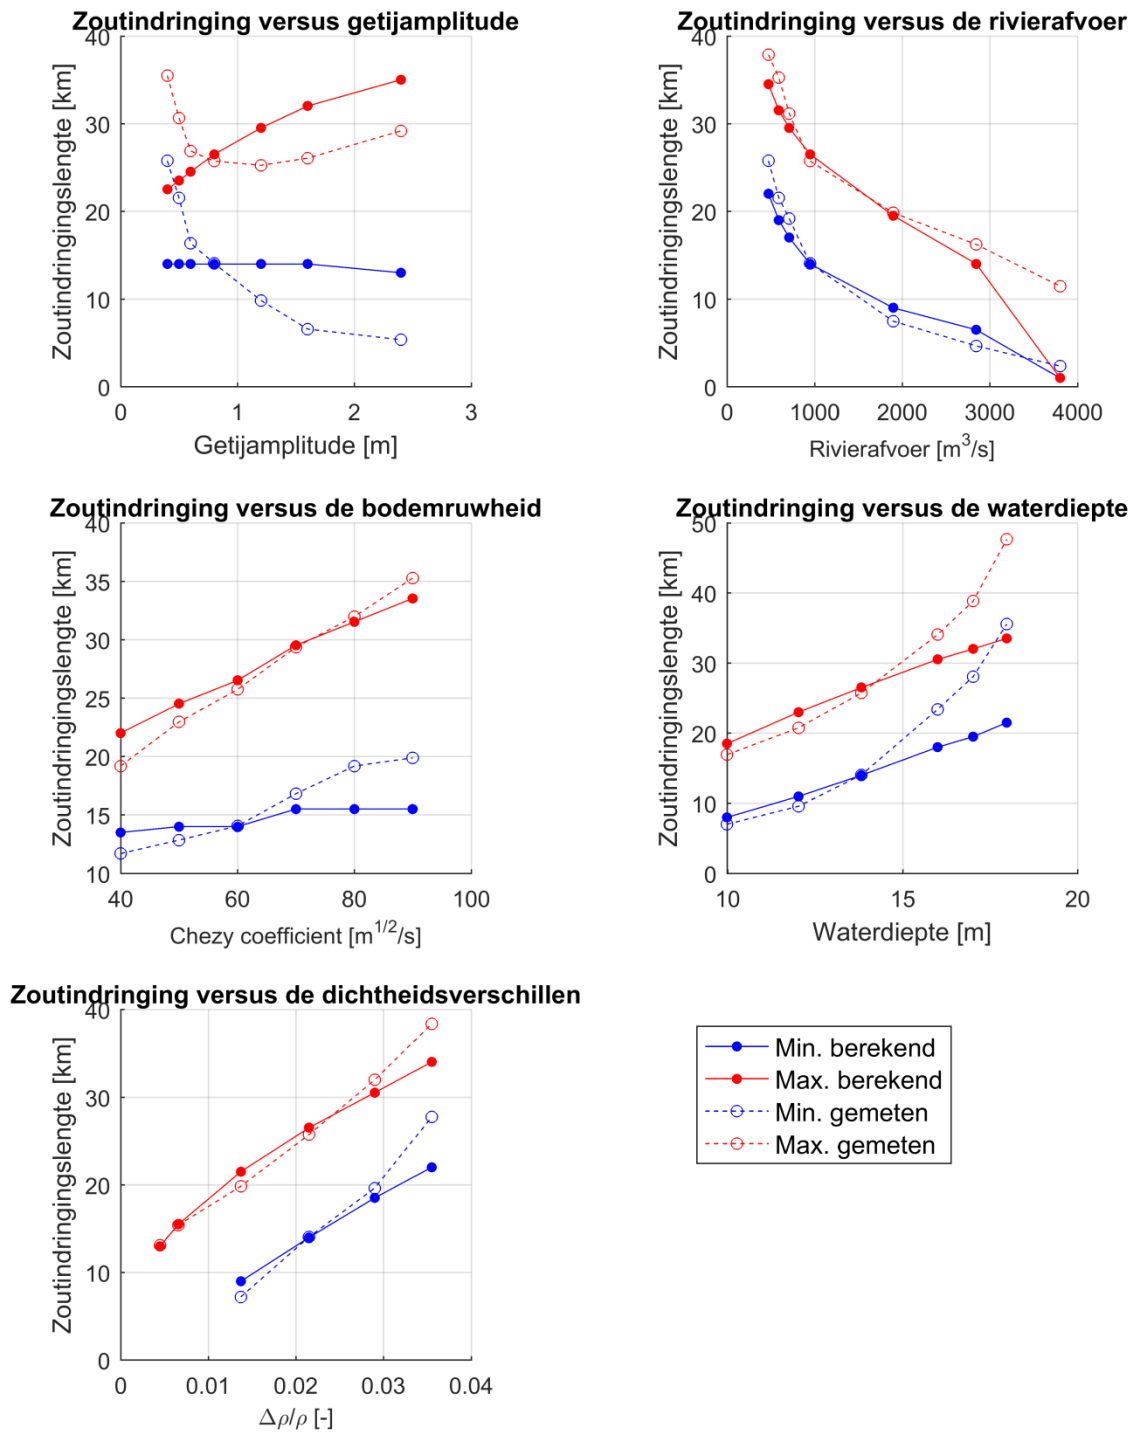 Zoutindringing versus getijamplitude
40
30
20
10
0
Zoutindringingslengte [km]
0 1 2 3
Getijamplitude [m]
Zoutindringing versus de rivierafvoer
40
30
20
10
0
Zoutindringingslengte [km]
0 1000 2000 3000 4000
Rivierafvoer [m³/s]
Zoutindringing versus de bodemruwheid
40
35
30
25
20
15
10
Zoutindringingslengte [km]
40 60 80 100
Chezy coefficient [m^1/2/s]
Zoutindringing versus de waterdiepte
50
40
30
20
10
0
Zoutindringingslengte [km]
10 15 20
Waterdiepte [m]
Zoutindringing versus de dichtheidsverschillen
40
30
20
10
0
Zoutindringingslengte [km]
0 0.01 0.02 0.03 0.04
Δρ/ρ [-]
Min. berekend
Max. berekend
Min. gemeten
Max. gemeten